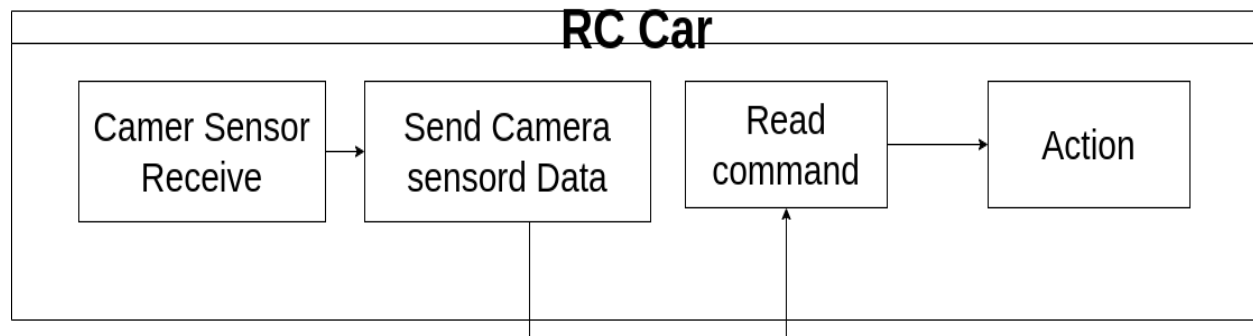 RC Car
Camer Sensor
Receive
Send Camera
sensord Data
Read
command
Action